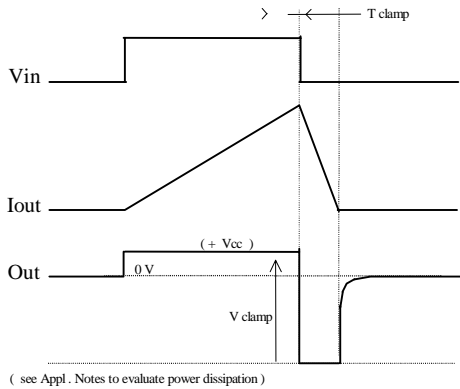 T clamp
Vin
Iout
( + Vcc )
Out
0 V
V clamp
( see Appl . Notes to evaluate power dissipation )